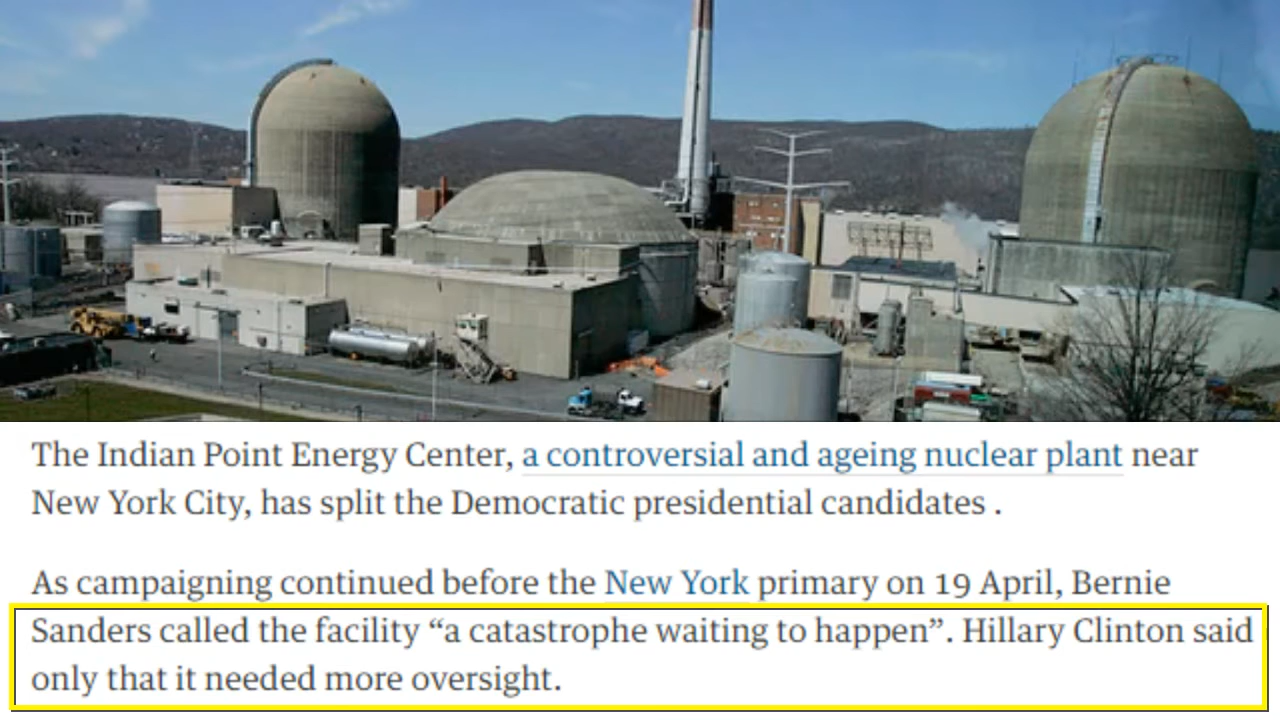 The Indian Point Energy Center, a controversial and ageing nuclear plant near
New York City, has split the Democratic presidential candidates .
As campaigning continued before the New York primary on 19 April, Bernie
Sanders called the facility “a catastrophe waiting to happen”. Hillary Clinton said
only that it needed more oversight.